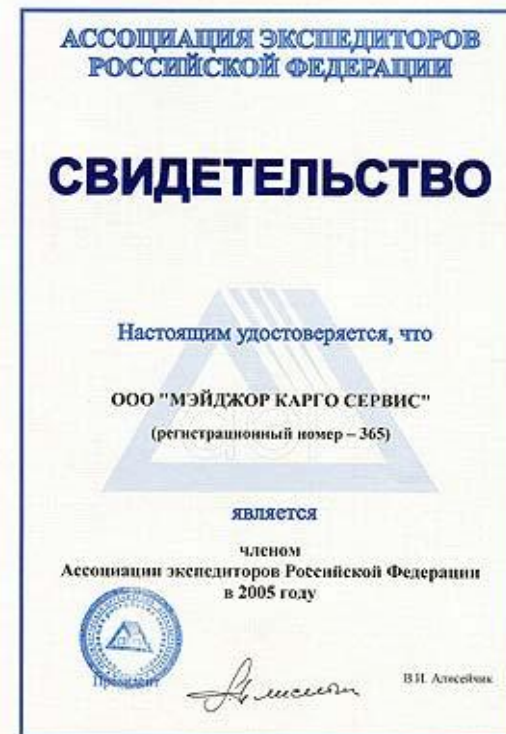 АССОЦИАЦИЯ ЭКСПЕДИТОРОВ
РОССИЙСКОЙ ФЕДЕРАЦИИ
СВИДЕТЕЛЬСТВО
Настоящим удостоверяется, что
ООО "МЭЙДЖОР КАРГО СЕРВИС"
(регистрационный номер – 365)
является
членом
Ассоциации экспедиторов Российской Федерации
в 2005 году
Президент
В.И. Алисейчик